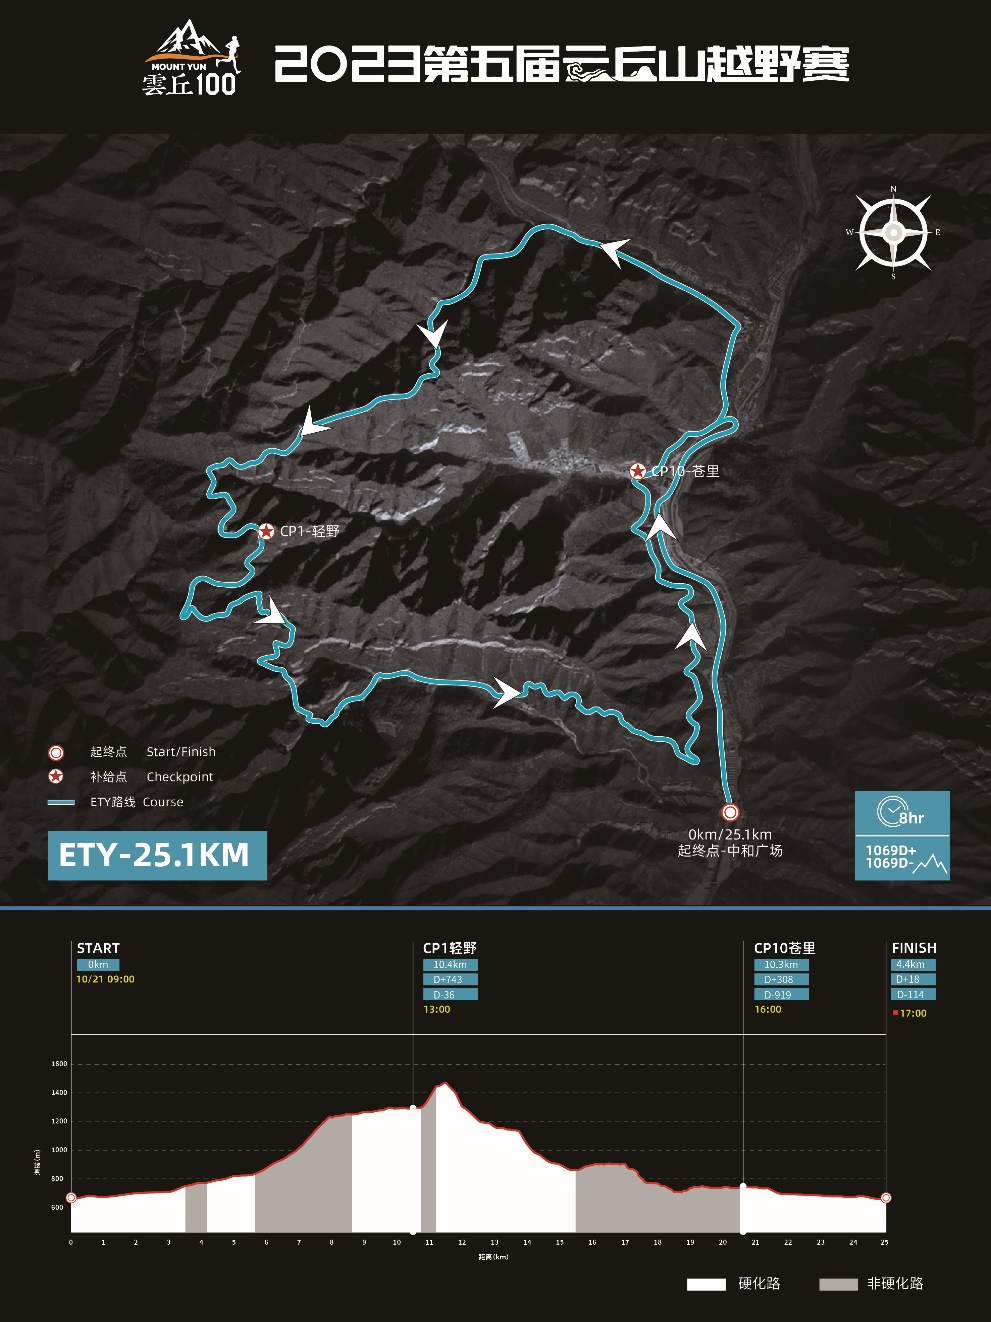 MOUNT YUN
雲丘100
2023第五届云丘山越野赛
N
W
E
S
CP10-苍里
CP1-轻野
起终点 Start/Finish
补给点 Checkpoint
ETY路线 Course
ETY-25.1KM
0km/25.1km
起终点-中和广场
8hr
1069D+
1069D-
START
0km
10/21 09:00
CP1轻野
10.4km
D+743
D-36
13:00
CP10苍里
10.3km
D+308
D-919
16:00
FINISH
4.4km
D+18
D-114
17:00
1600
1400
1200
1000
800
600
海拔(m)
0 1 2 3 4 5 6 7 8 9 10 11 12 13 14 15 16 17 18 19 20 21 22 23 24 25
距离(km)
硬化路
非硬化路